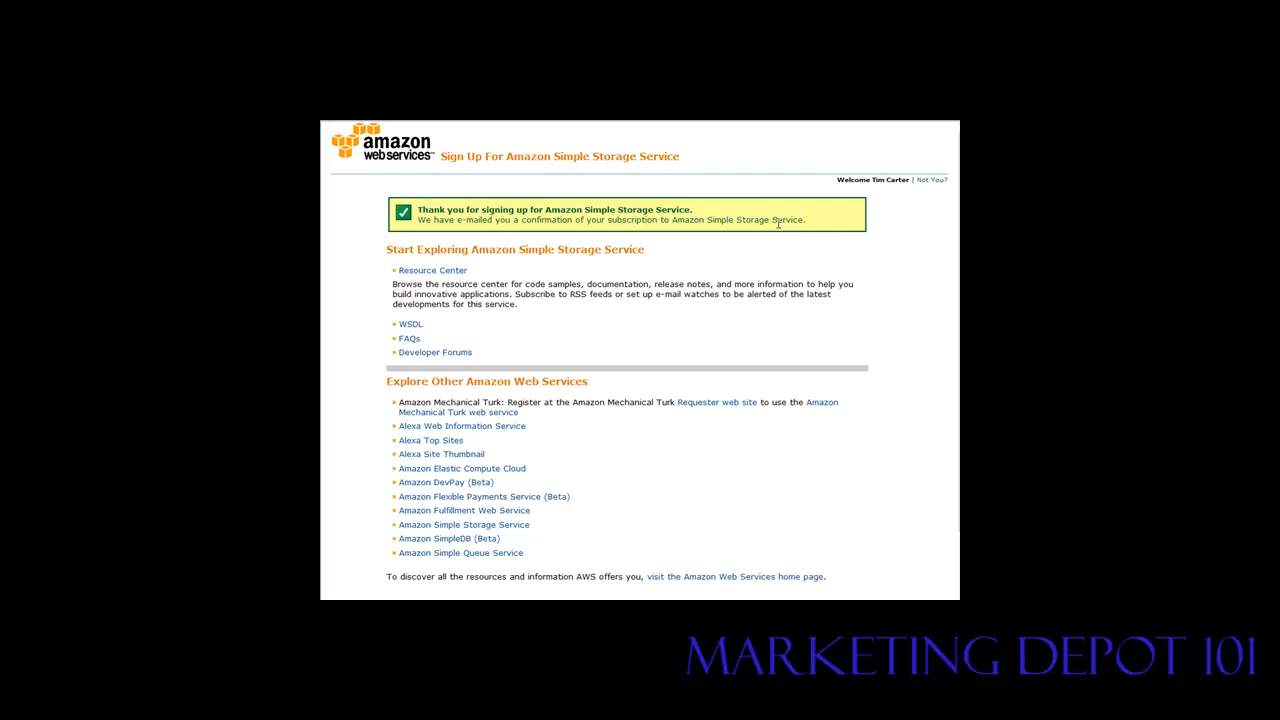 amazon
webservices™ Sign Up For Amazon Simple Storage Service
Welcome Tim Carter | Not You?
Thank you for signing up for Amazon Simple Storage Service.
We have e-mailed you a confirmation of your subscription to Amazon Simple Storage Service.
Start Exploring Amazon Simple Storage Service
Resource Center
Browse the resource center for code samples, documentation, release notes, and more information to help you
build innovative applications. Subscribe to RSS feeds or set up e-mail watches to be alerted of the latest
developments for this service.
WSDL
FAQs
Developer Forums
Explore Other Amazon Web Services
Amazon Mechanical Turk: Register at the Amazon Mechanical Turk Requester web site to use the Amazon
Mechanical Turk web service
Alexa Web Information Service
Alexa Top Sites
Alexa Site Thumbnail
Amazon Elastic Compute Cloud
Amazon DevPay (Beta)
Amazon Flexible Payments Service (Beta)
Amazon Fulfillment Web Service
Amazon Simple Storage Service
Amazon SimpleDB (Beta)
Amazon Simple Queue Service
To discover all the resources and information AWS offers you, visit the Amazon Web Services home page.
MARKETING DEPOT 101